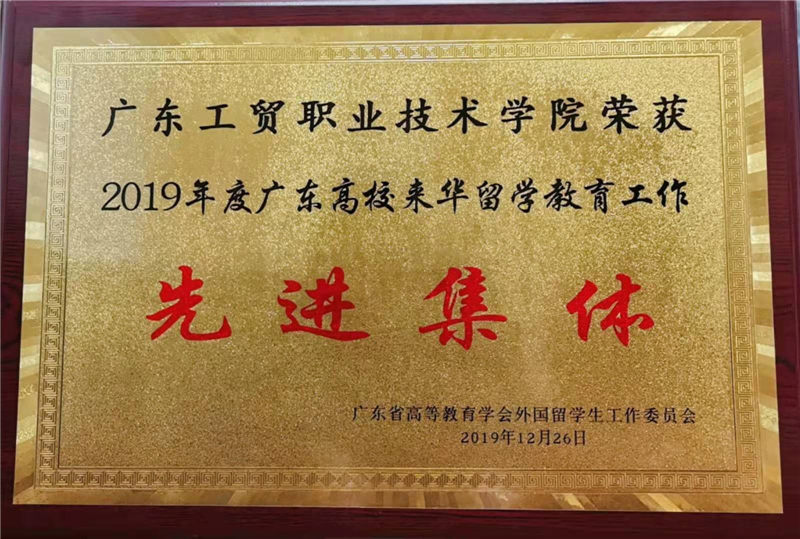 广东工贸职业技术学院荣获
2019年度广东高校来华留学教育工作
先进集体
广东省高等教育学会外国留学生工作委员会
2019年12月26日